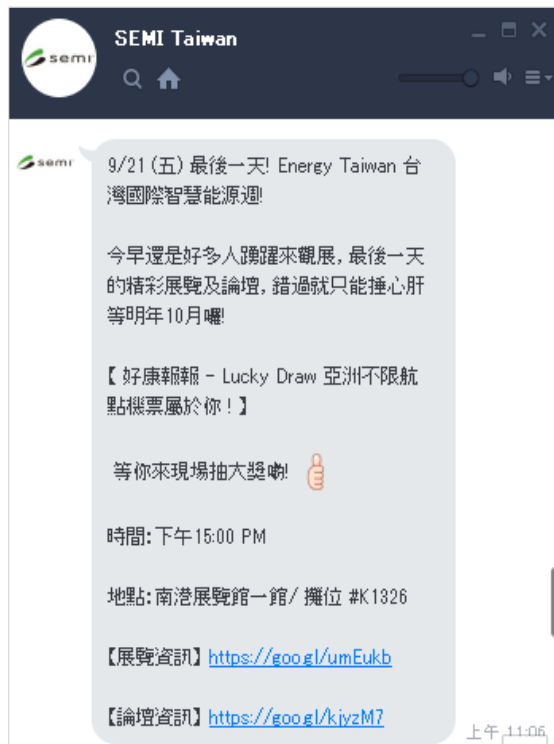 semi
SEMI Taiwan
semi
9/21 (五) 最後一天! Energy Taiwan 台
灣國際智慧能源週!
今早還是好多人踴躍來觀展, 最後一天
的精彩展覽及論壇, 錯過就只能捶心肝
等明年10月囉!
【 好康報報 - Lucky Draw 亞洲不限航
點機票屬於你！】
等你來現場抽大獎喲!
時間: 下午15:00 PM
地點: 南港展覽館一館/ 攤位 #K1326
【展覽資訊】 https://goo.gl/umEukb
【論壇資訊】 https://goo.gl/kjyzM7
上午 11:06